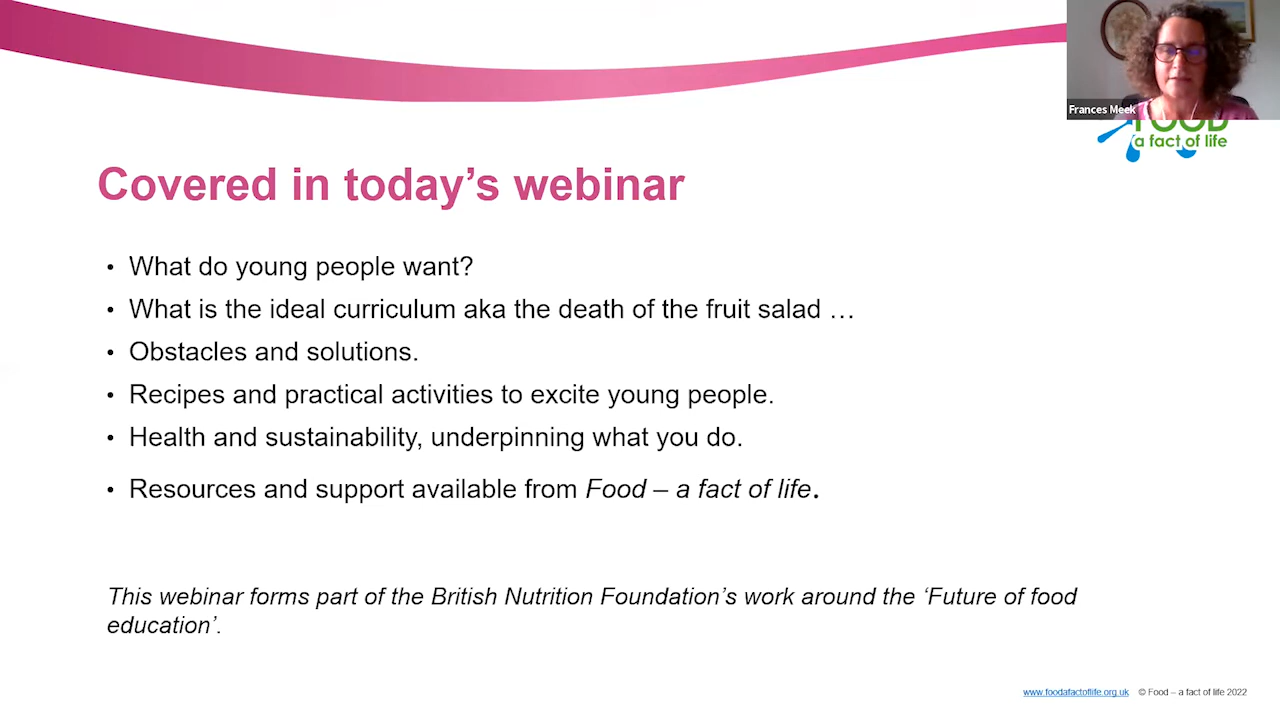 Frances Meek
FOOD
a fact of life
Covered in today's webinar
• What do young people want?
• What is the ideal curriculum aka the death of the fruit salad …
• Obstacles and solutions.
• Recipes and practical activities to excite young people.
• Health and sustainability, underpinning what you do.
• Resources and support available from Food – a fact of life.
This webinar forms part of the British Nutrition Foundation's work around the 'Future of food
education'.
www.foodafactoflife.org.uk © Food – a fact of life 2022